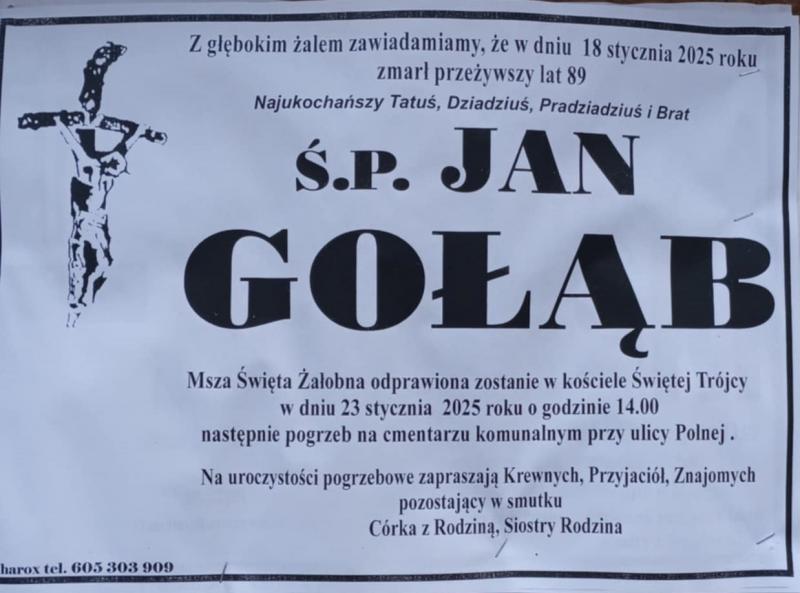 Z głębokim żalem zawiadamiamy, że w dniu 18 stycznia 2025 roku
zmarł przeżywszy lat 89
Najukochańszy Tatuś, Dziadziuś, Pradziadziuś i Brat
Ś.P. JAN
GOŁĄB
Msza Święta Żałobna odprawiona zostanie w kościele Świętej Trójcy
w dniu 23 stycznia 2025 roku o godzinie 14.00
następnie pogrzeb na cmentarzu komunalnym przy ulicy Polnej .
Na uroczystości pogrzebowe zapraszają Krewnych, Przyjaciół, Znajomych
pozostający w smutku
Córka z Rodziną, Siostry Rodzina
harox tel. 605 303 909